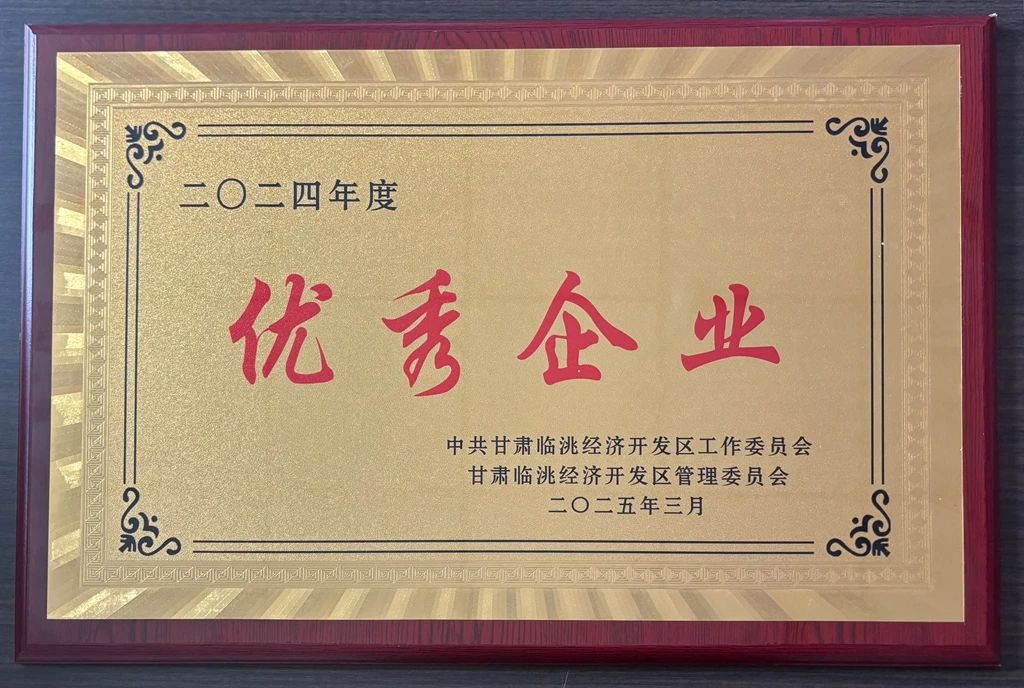 二〇二四年度
优秀企业
中共甘肃临洮经济开发区工作委员会
甘肃临洮经济开发区管理委员会
二〇二五年三月